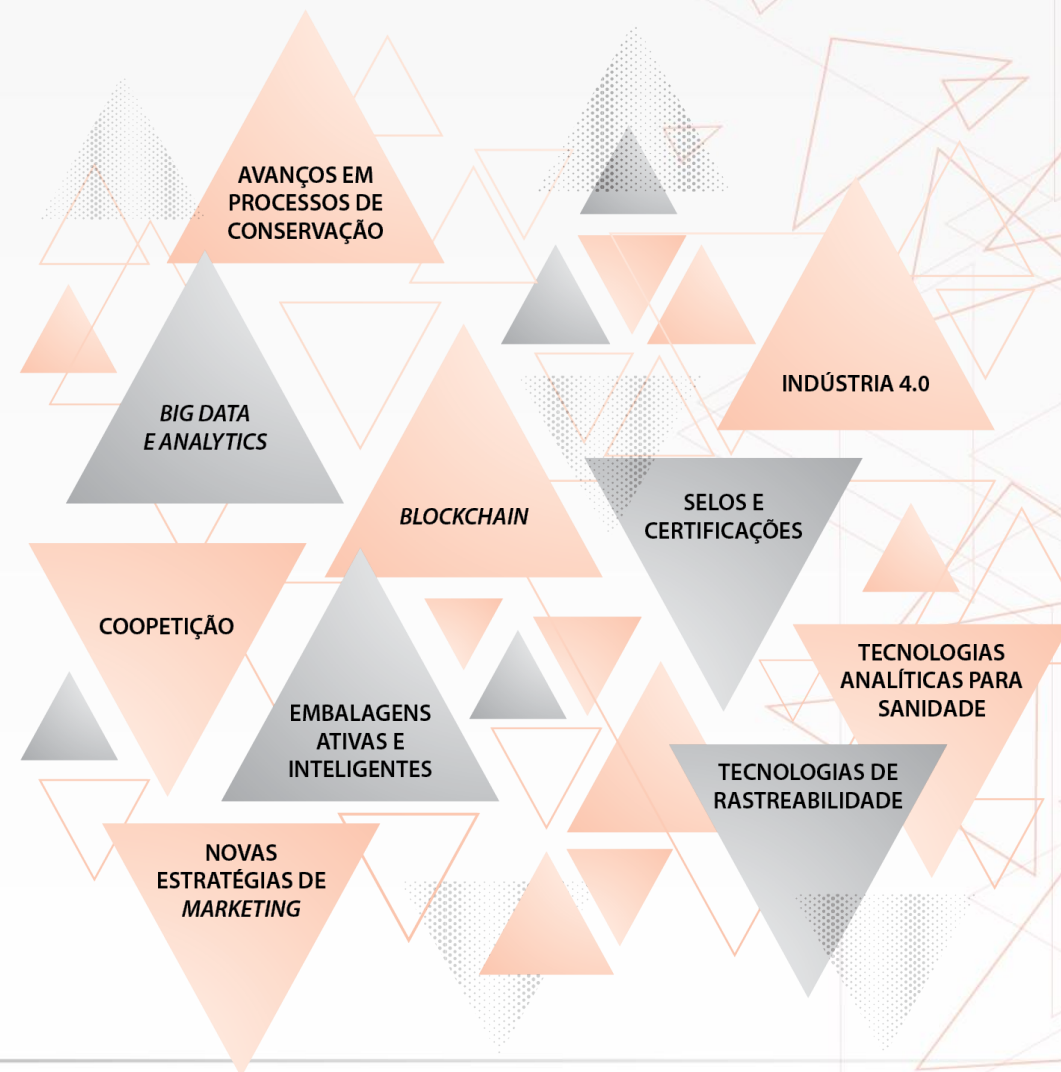 AVANÇOS EM
PROCESSOS DE
CONSERVAÇÃO
INDÚSTRIA 4.0
BIG DATA
E ANALYTICS
BLOCKCHAIN
SELOS E
CERTIFICAÇÕES
COOPETIÇÃO
TECNOLOGIAS
ANALÍTICAS PARA
SANIDADE
EMBALAGENS
ATIVAS E
INTELIGENTES
TECNOLOGIAS DE
RASTREABILIDADE
NOVAS
ESTRATÉGIAS DE
MARKETING